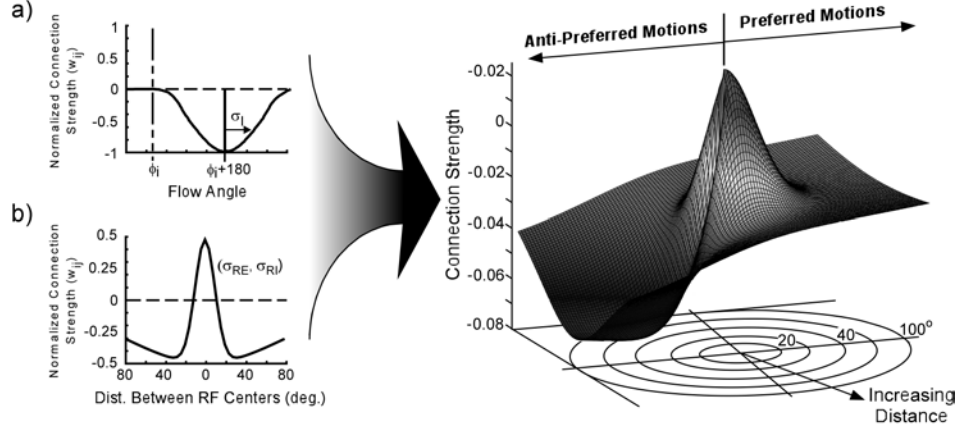 a)
Normalized Connection
Strength (wij)
1
0.5
0
-0.5
-1
σI
ϕi
ϕi+180
Flow Angle
b)
Normalized Connection
Strength (wij)
0.5
0.25
0
-0.25
-0.5
(σRE, σRI)
80 40 0 40 80
Dist. Between RF Centers (deg.)
Anti-Preferred Motions
Preferred Motions
Connection Strength
-0.02
0
-0.02
-0.04
-0.06
-0.08
20
40
100°
Increasing
Distance